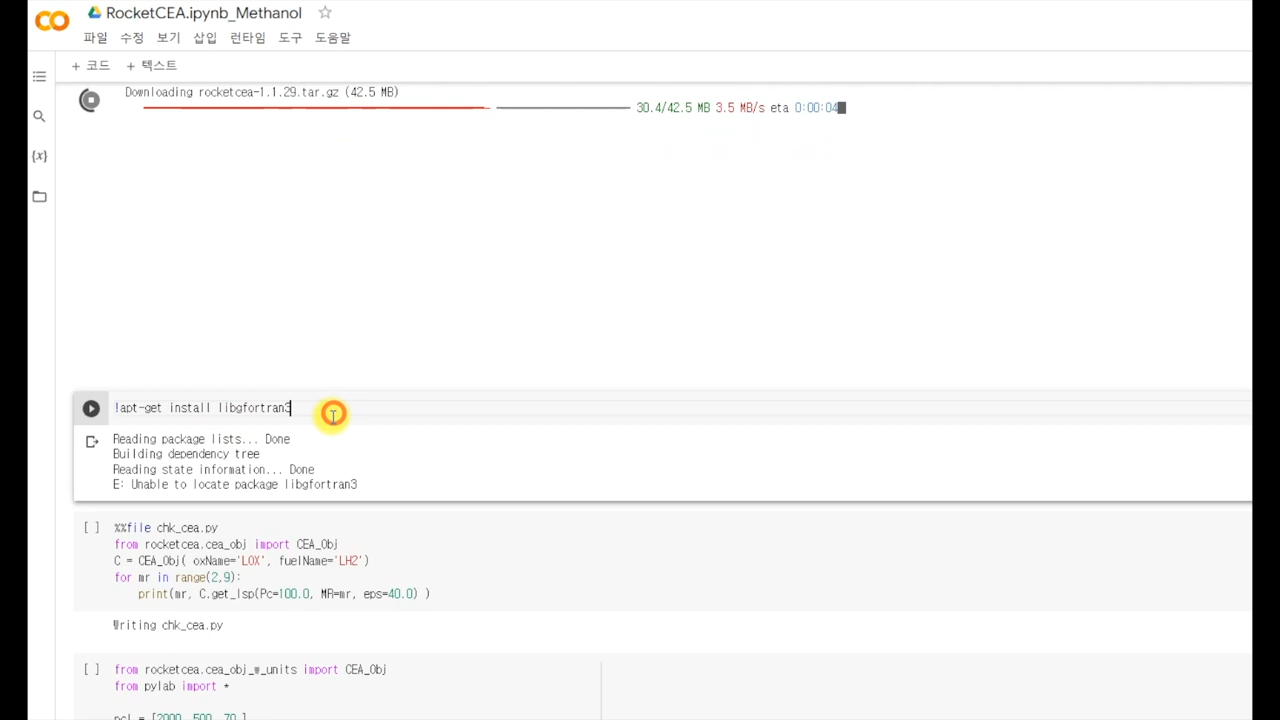 RocketCEA.ipynb_Methanol
파일 수정 보기 삽입 런타임 도구 도움말
+ 코드 + 텍스트
Downloading rocketcea-1.1.29.tar.gz (42.5 MB)
30.4/42.5 MB 3.5 MB/s eta 0:00:04
{x}
!apt-get install libgfortran3
Reading package lists... Done
Building dependency tree
Reading state information... Done
E: Unable to locate package libgfortran3
[ ] %%file chk_cea.py
from rocketcea.cea_obj import CEA_Obj
C = CEA_Obj( oxName='LOX', fuelName='LH2')
for mr in range(2,9):
print(mr, C.get_Isp(Pc=100.0, MR=mr, eps=40.0) )
Writing chk_cea.py
[ ] from rocketcea.cea_obj_w_units import CEA_Obj
from pylab import *
pcL = [2000, 500, 70 ]